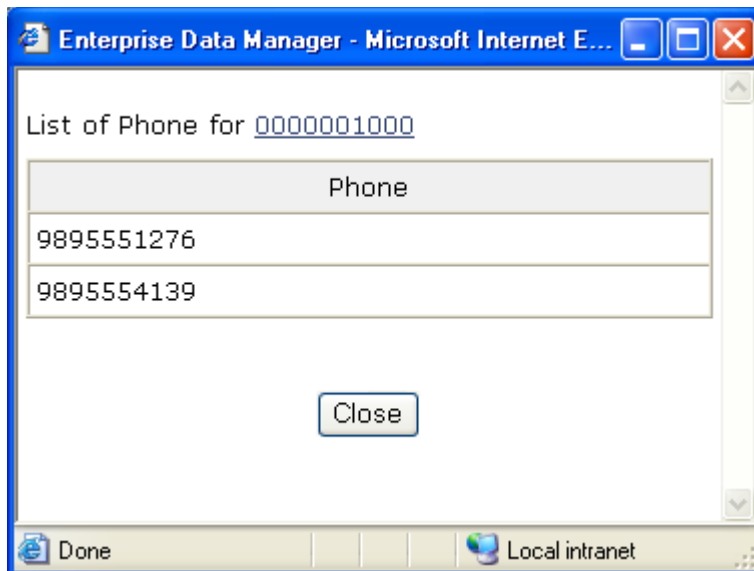 Enterprise Data Manager - Microsoft Internet E...
List of Phone for 0000001000
Phone
9895551276
9895554139
Close
Done
Local intranet